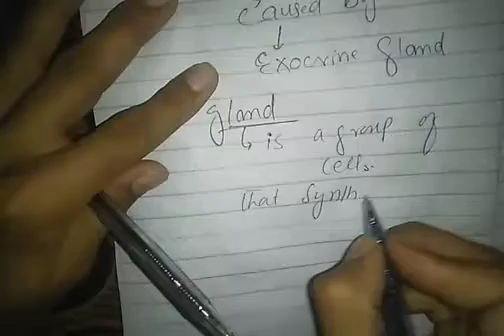 Caused By
↓
Exocrine Gland
Gland
↳ is a group of
cells.
that Synth